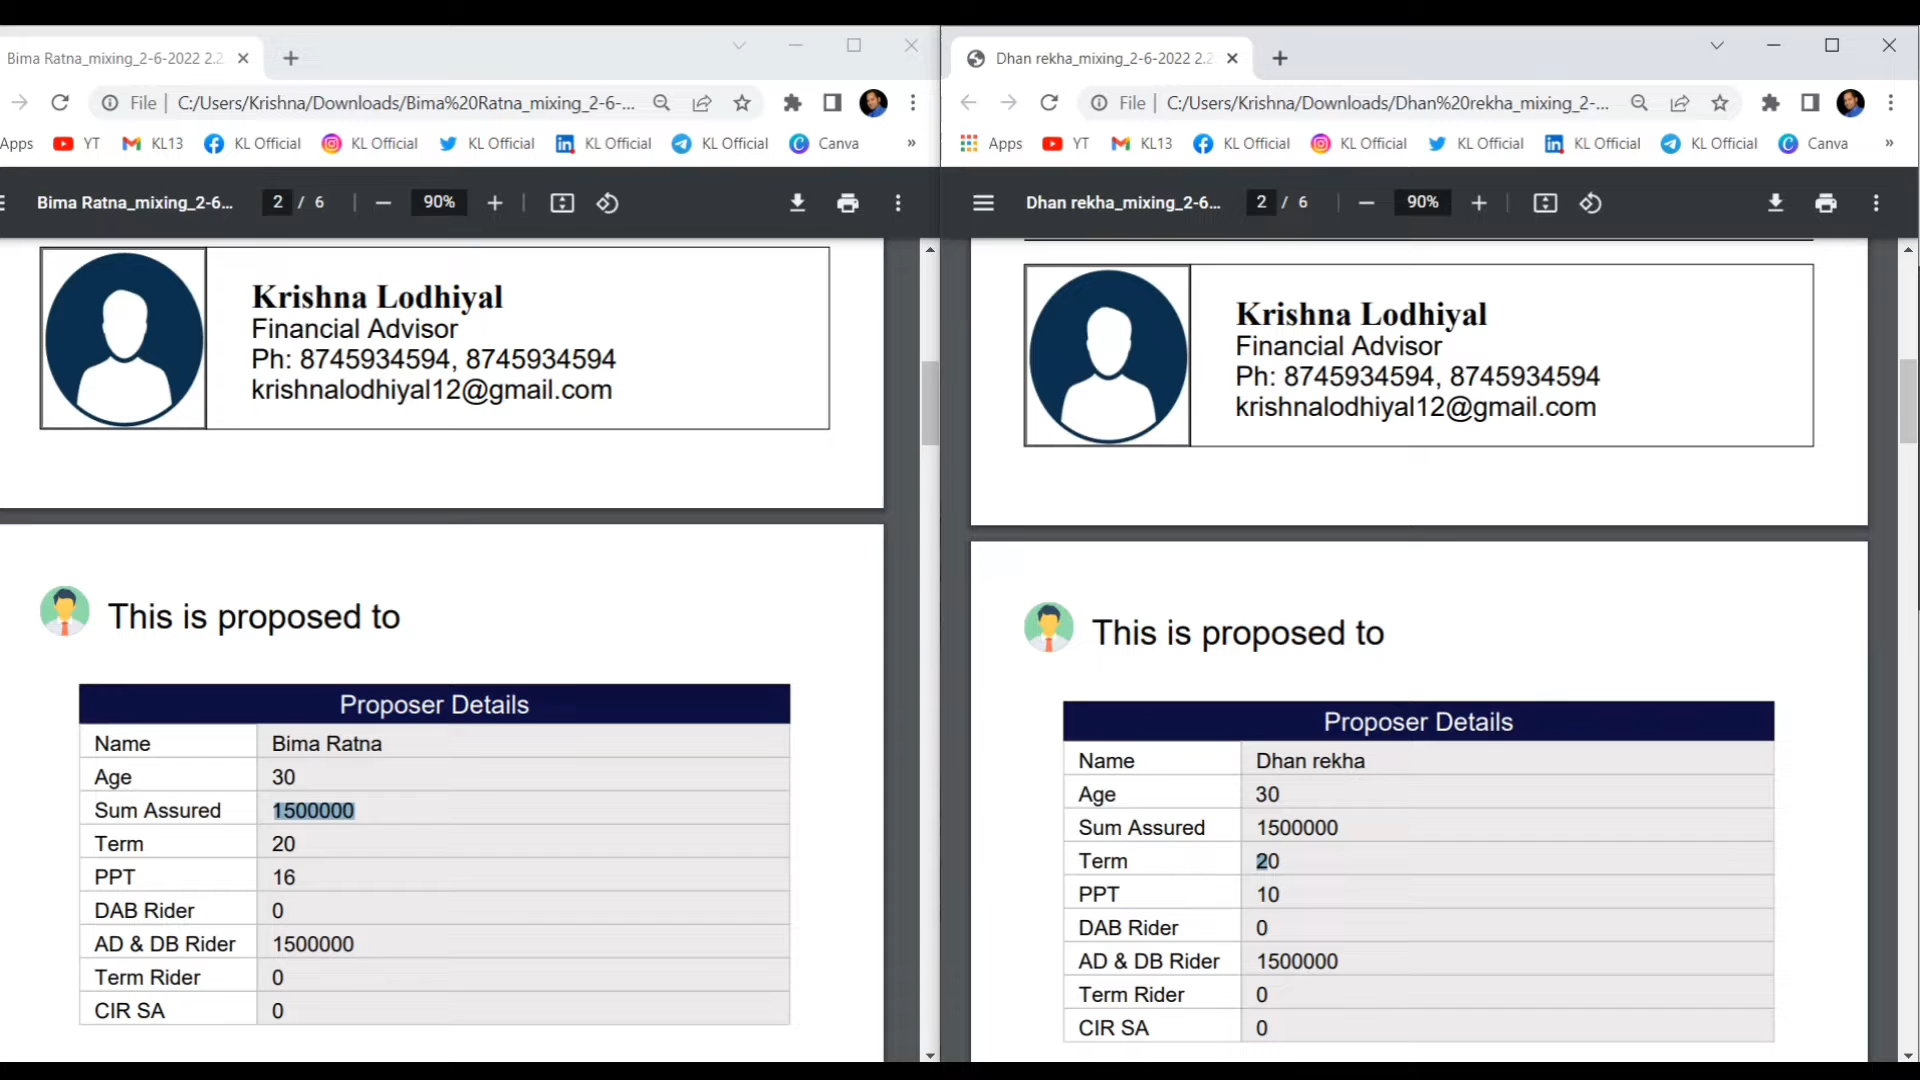 Bima Ratna_mixing_2-6-2022 2.2
File | C:/Users/Krishna/Downloads/Bima%20Ratna_mixing_2-6-...
Apps YT KL13 KL Official KL Official KL Official KL Official KL Official Canva »
Bima Ratna_mixing_2-6... 2 / 6 90%
Krishna Lodhiyal
Financial Advisor
Ph: 8745934594, 8745934594
krishnalodhiyal12@gmail.com
This is proposed to
Proposer Details
Name Bima Ratna
Age 30
Sum Assured 1500000
Term 20
PPT 16
DAB Rider 0
AD & DB Rider 1500000
Term Rider 0
CIR SA 0
Dhan rekha_mixing_2-6-2022 2.2
File | C:/Users/Krishna/Downloads/Dhan%20rekha_mixing_2-...
Apps YT KL13 KL Official KL Official KL Official KL Official KL Official Canva »
Dhan rekha_mixing_2-6... 2 / 6 90%
Krishna Lodhiyal
Financial Advisor
Ph: 8745934594, 8745934594
krishnalodhiyal12@gmail.com
This is proposed to
Proposer Details
Name Dhan rekha
Age 30
Sum Assured 1500000
Term 20
PPT 10
DAB Rider 0
AD & DB Rider 1500000
Term Rider 0
CIR SA 0